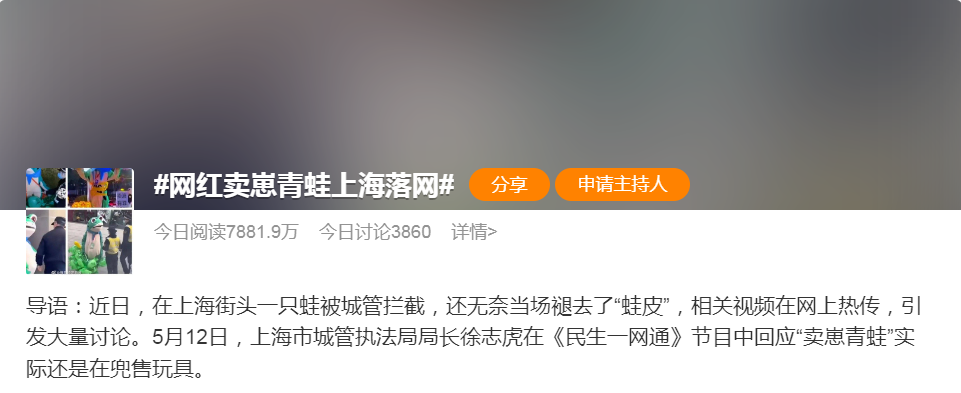 #网红卖崽青蛙上海落网#
分享
申请主持人
今日阅读7881.9万 今日讨论3860 详情>
导语：近日，在上海街头一只蛙被城管拦截，还无奈当场褪去了“蛙皮”，相关视频在网上热传，引
发大量讨论。5月12日，上海市城管执法局局长徐志虎在《民生一网通》节目中回应“卖崽青蛙”实
际还是在兜售玩具。